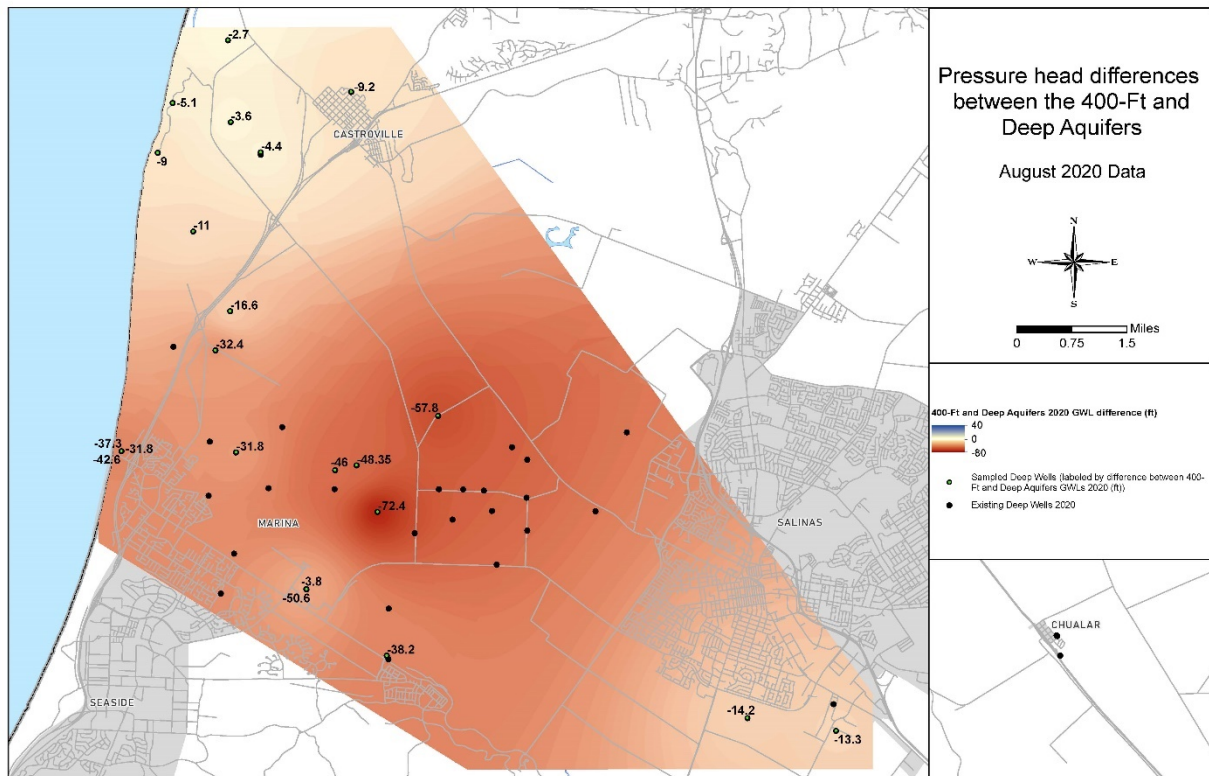 Pressure head differences
between the 400-Ft and
Deep Aquifers
August 2020 Data
N
W
E
S
Miles
0
0.75
1.5
400-Ft and Deep Aquifers 2020 GWL difference (ft)
40
0
-80
Sampled Deep Wells (labeled by difference between 400-
Ft and Deep Aquifers GWLs 2020 (ft))
Existing Deep Wells 2020
CHUALAR
-2.7
-9.2
-5.1
-3.6
CASTROVILLE
-4.4
-9
-11
-16.6
-32.4
-57.8
-37.3
-31.8
-42.6
-31.8
-46
-48.35
-72.4
MARINA
SALINAS
-3.8
-50.6
-38.2
SEASIDE
-14.2
-13.3